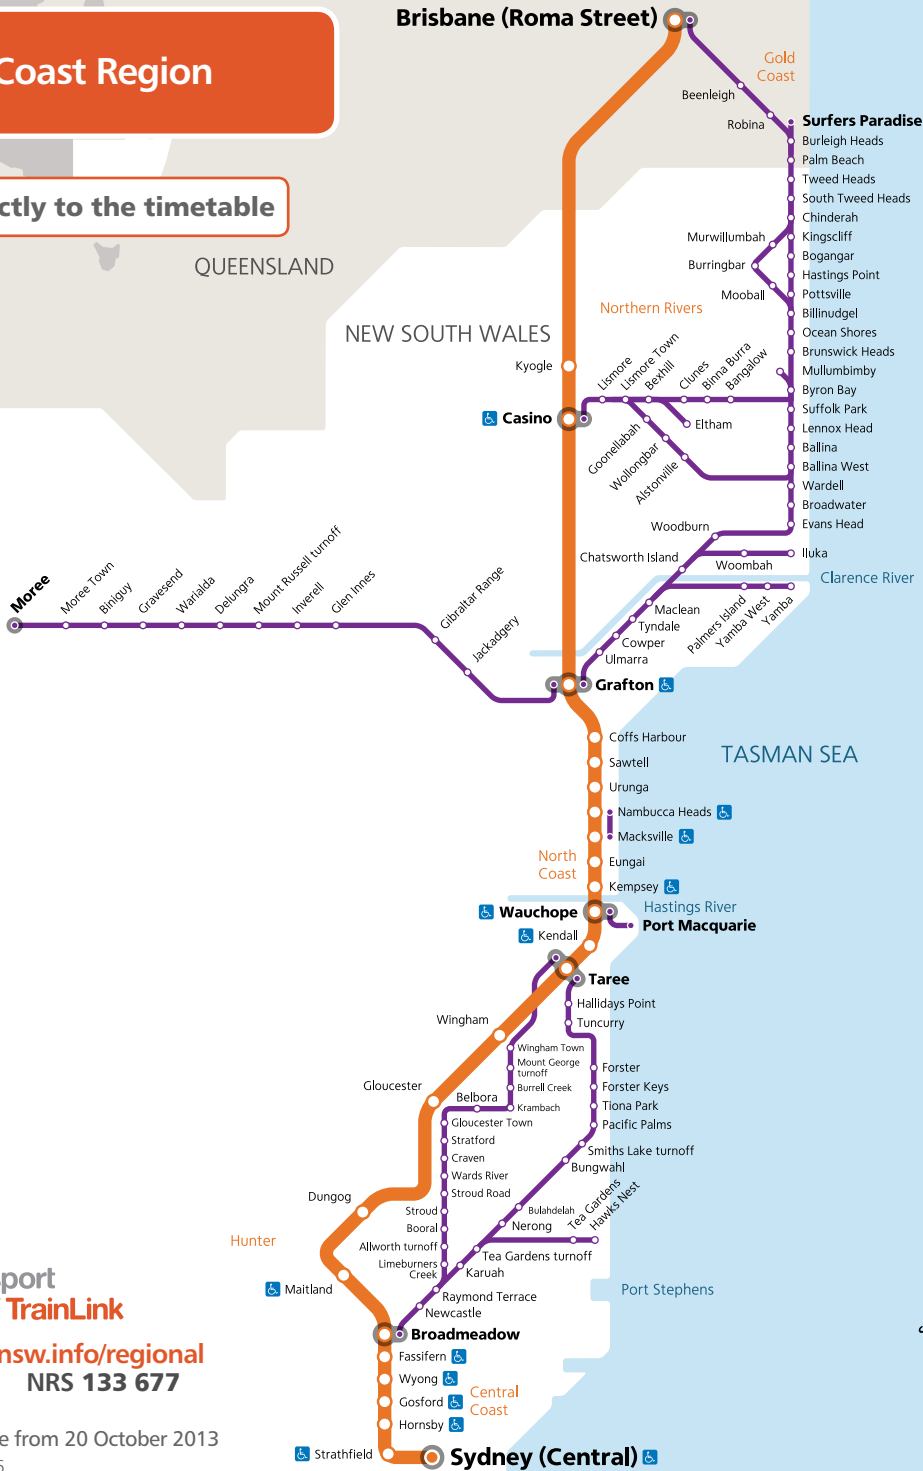 Brisbane (Roma Street)
Coast Region
Gold
Coast
Beenleigh
Robina
Surfers Paradise
Burleigh Heads
Palm Beach
Tweed Heads
South Tweed Heads
Chinderah
Kingscliff
Bogangar
Hastings Point
Pottsville
Billinudgel
Ocean Shores
Brunswick Heads
Mullumbimby
Byron Bay
Suffolk Park
Lennox Head
Ballina
Ballina West
Wardell
Broadwater
Evans Head
ctly to the timetable
QUEENSLAND
NEW SOUTH WALES
Murwillumbah
Burringbar
Mooball
Northern Rivers
Kyogle
Casino
Lismore
Lismore Town
Bexhill
Clunes
Binna Burra
Bangalow
Eltham
Goonellabah
Wollongbar
Alstonville
Woodburn
Chatsworth Island
Woombah
Iluka
Clarence River
Maclean
Tyndale
Cowper
Ulmarra
Palmers Island
Yamba West
Yamba
Moree
Moree Town
Biniguy
Gravesend
Warialda
Delungra
Mount Russell turnoff
Inverell
Glen Innes
Gibraltar Range
Jackadgery
Grafton
Coffs Harbour
Sawtell
Urunga
Nambucca Heads
Macksville
Eungai
Kempsey
TASMAN SEA
North
Coast
Hastings River
Wauchope
Port Macquarie
Kendall
Taree
Hallidays Point
Tuncurry
Wingham
Wingham Town
Mount George
turnoff
Burrell Creek
Krambach
Forster
Forster Keys
Tiona Park
Pacific Palms
Smiths Lake turnoff
Bungwahl
Gloucester
Belbora
Gloucester Town
Stratford
Craven
Wards River
Stroud Road
Stroud
Booral
Allworth turnoff
Limeburners
Creek
Bulahdelah
Nerong
Tea Gardens
Hawks Nest
Tea Gardens turnoff
Karuah
Raymond Terrace
Newcastle
Dungog
Hunter
Maitland
Port Stephens
Broadmeadow
Fassifern
Wyong
Gosford
Hornsby
Central
Coast
Strathfield
Sydney (Central)
sport
TrainLink
nsw.info/regional
NRS 133 677
e from 20 October 2013